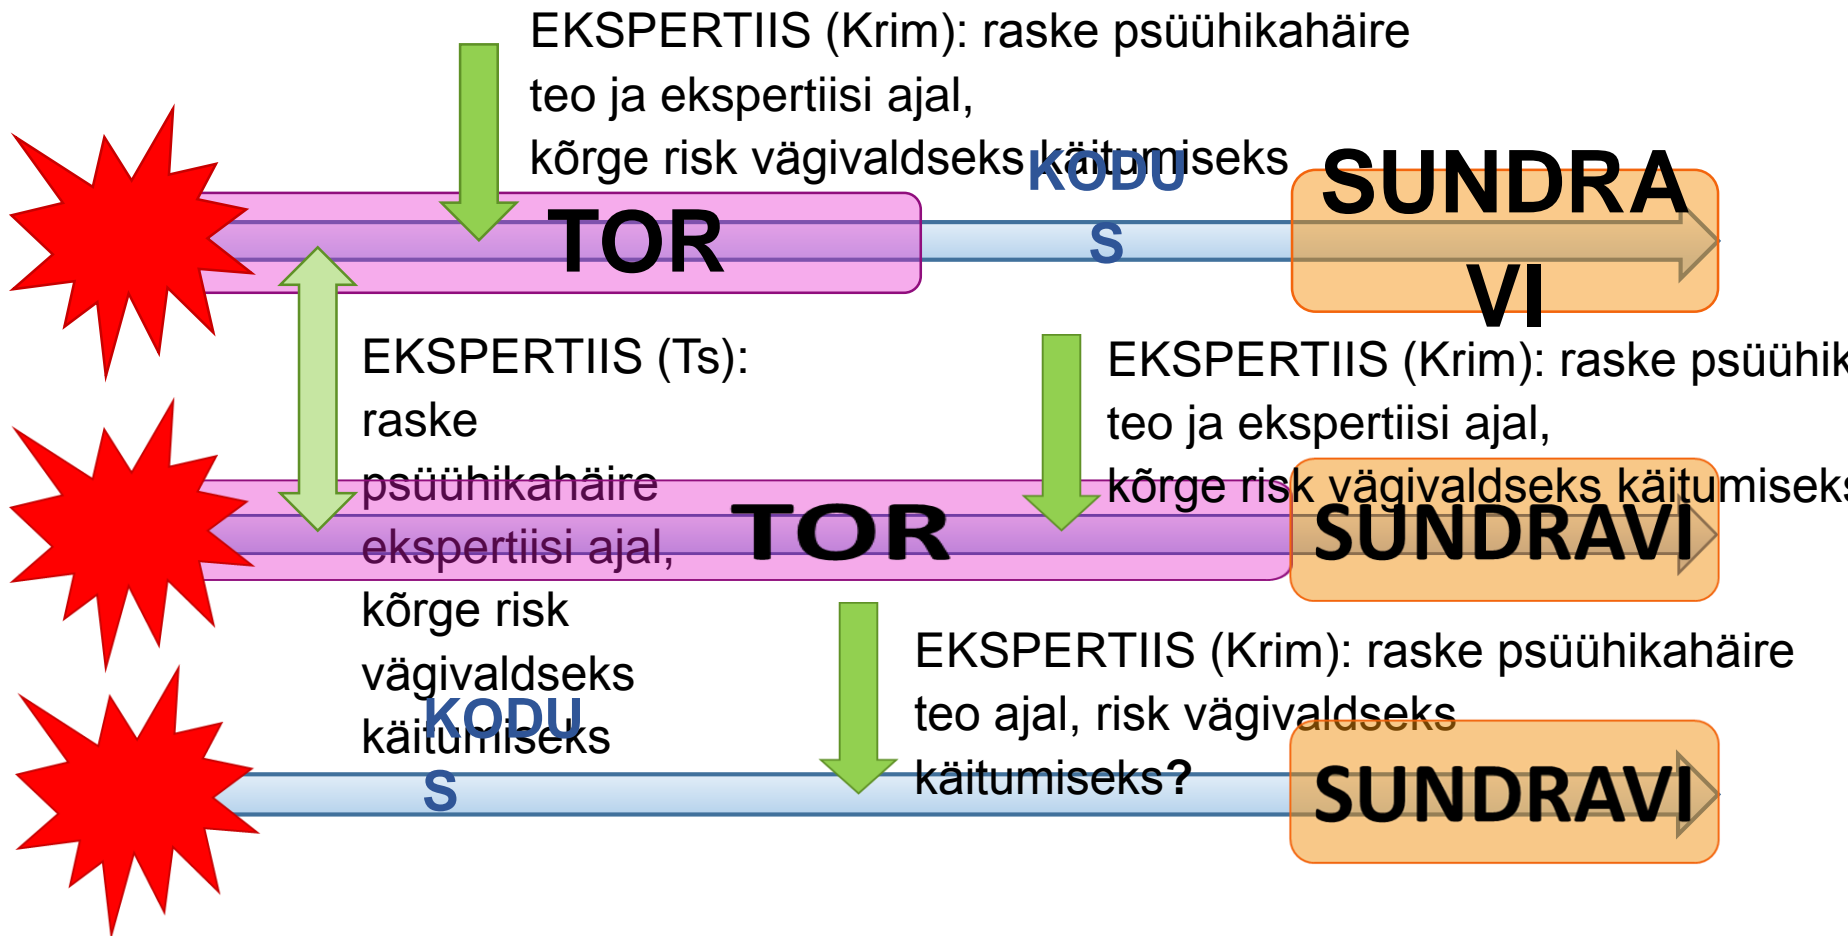 EKSPERTIIS (Krim): raske psüühikahäire
teo ja ekspertiisi ajal,
kõrge risk vägivaldseks käitumiseks
TOR
KODU
S
SUNDRA
VI
EKSPERTIIS (Ts):
raske
psüühikahäire
ekspertiisi ajal,
kõrge risk
vägivaldseks
käitumiseks
EKSPERTIIS (Krim): raske psüühik
teo ja ekspertiisi ajal,
kõrge risk vägivaldseks käitumiseks
TOR
SUNDRAVI
EKSPERTIIS (Krim): raske psüühikahäire
teo ajal, risk vägivaldseks
käitumiseks?
KODU
S
SUNDRAVI